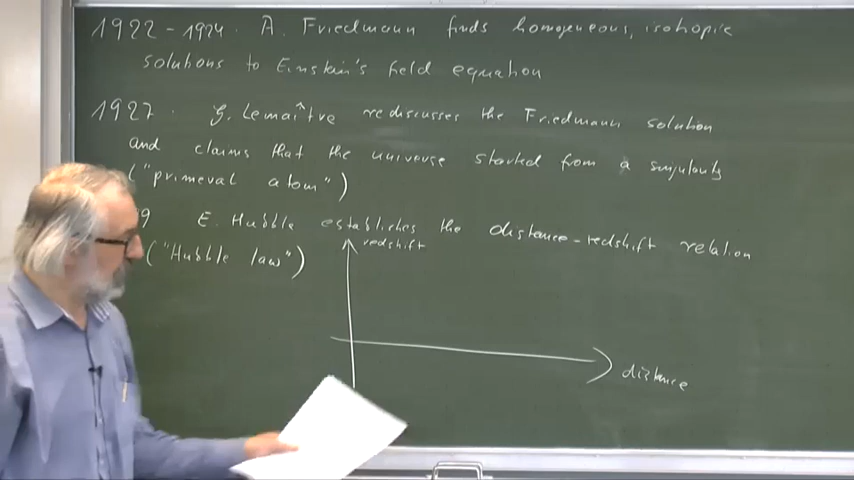 1922 - 1924. A. Friedmann finds homogeneous, isotropic
solutions to Einstein's field equation
1927. G. Lemaître rediscusses the Friedmann solution
and claims that the universe started from a singularity
("primeval atom")
9 E. Hubble establishes the distance-redshift relation
("Hubble law")
redshift
distance